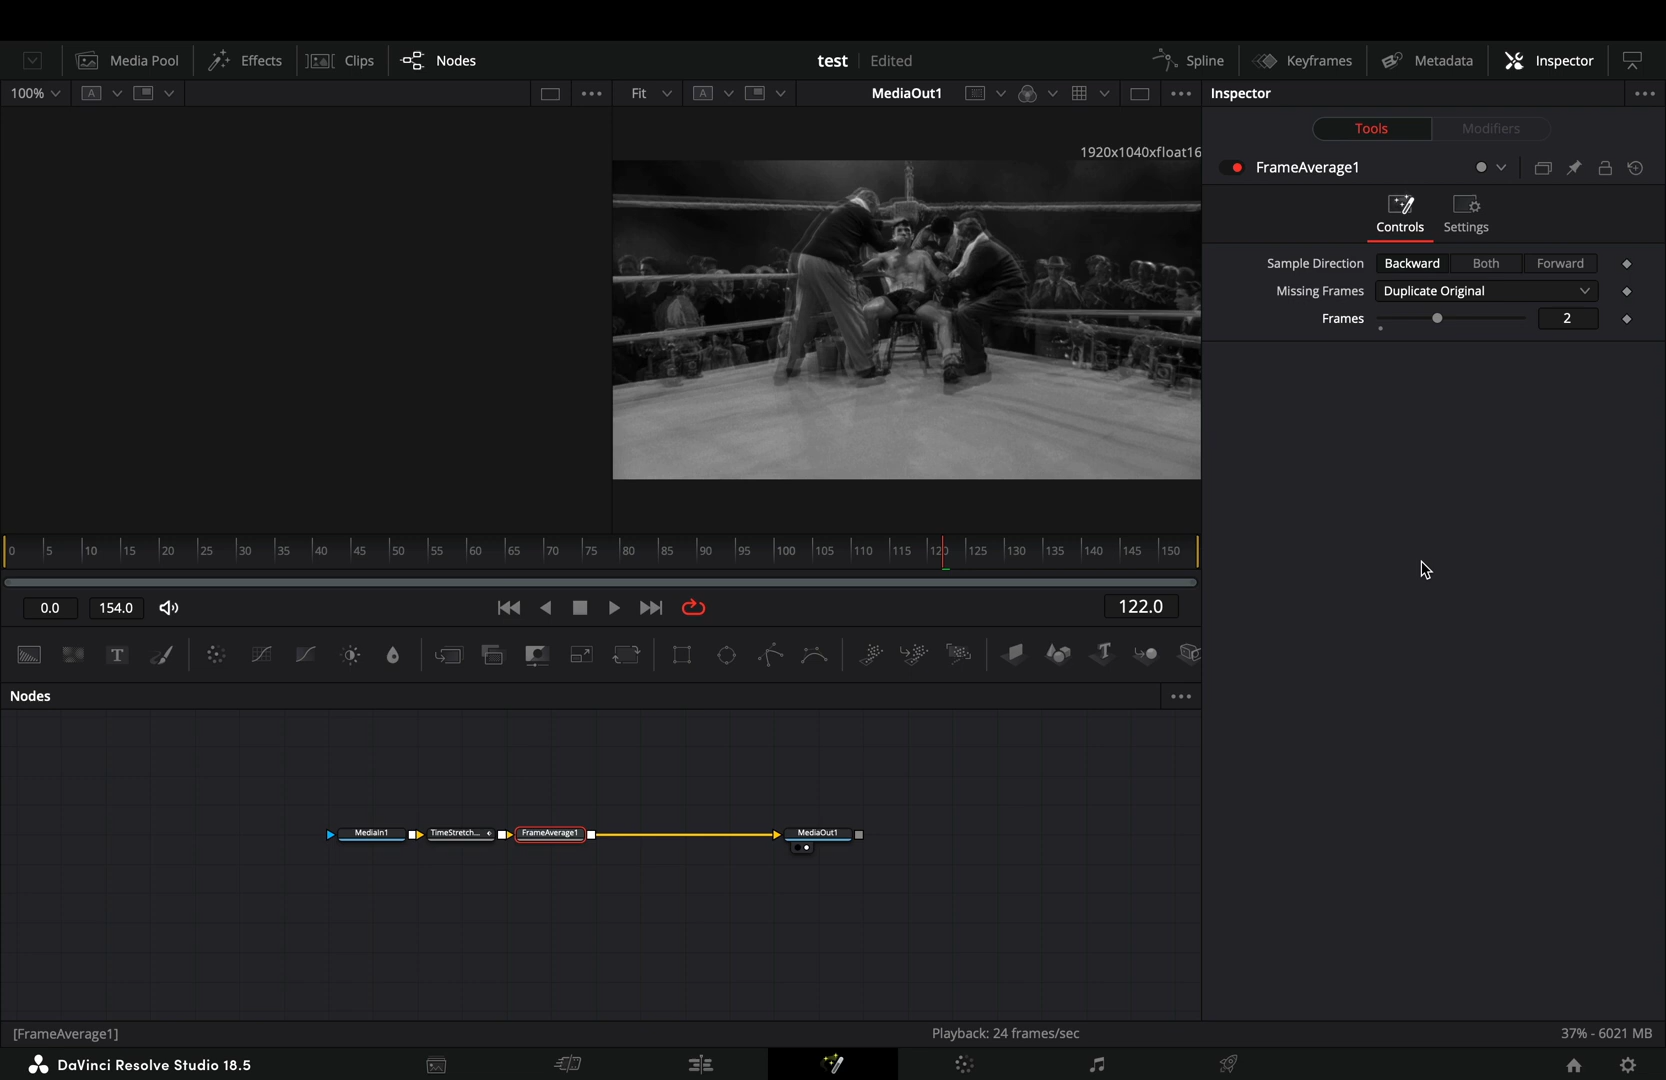 Media Pool
Effects
Clips
Nodes
test
Edited
Spline
Keyframes
Metadata
Inspector
100%
A
Fit
A
MediaOut1
Inspector
Tools
Modifiers
1920x1040xfloat16
FrameAverage1
Controls
Settings
Sample Direction
Backward
Both
Forward
Missing Frames
Duplicate Original
Frames
2
0 5 10 15 20 25 30 35 40 45 50 55 60 65 70 75 80 85 90 95 100 105 110 115 120 125 130 135 140 145 150
0.0
154.0
122.0
T
Nodes
MediaIn1
TimeStretch...
FrameAverage1
MediaOut1
[FrameAverage1]
Playback: 24 frames/sec
37% - 6021 MB
DaVinci Resolve Studio 18.5